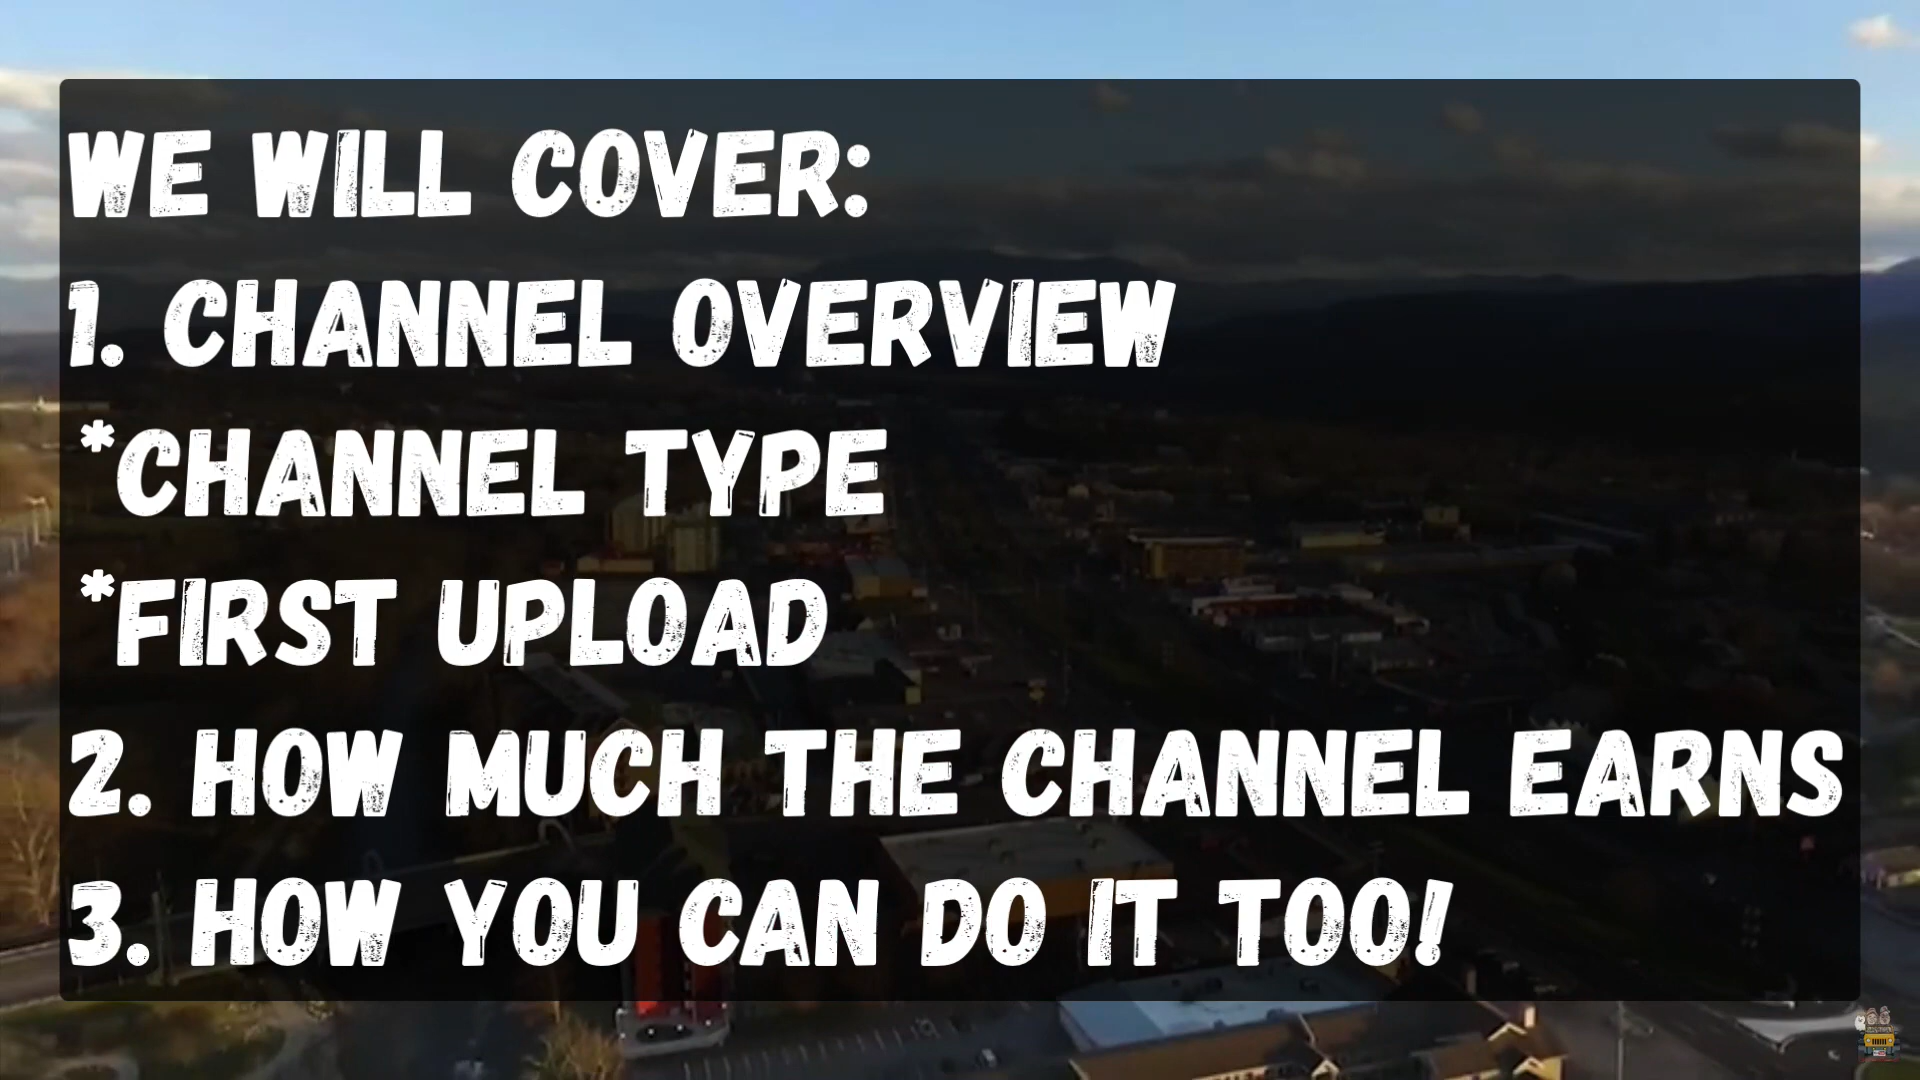 WE WILL COVER:
1. CHANNEL OVERVIEW
*CHANNEL TYPE
*FIRST UPLOAD
2. HOW MUCH THE CHANNEL EARNS
3. HOW YOU CAN DO IT TOO!